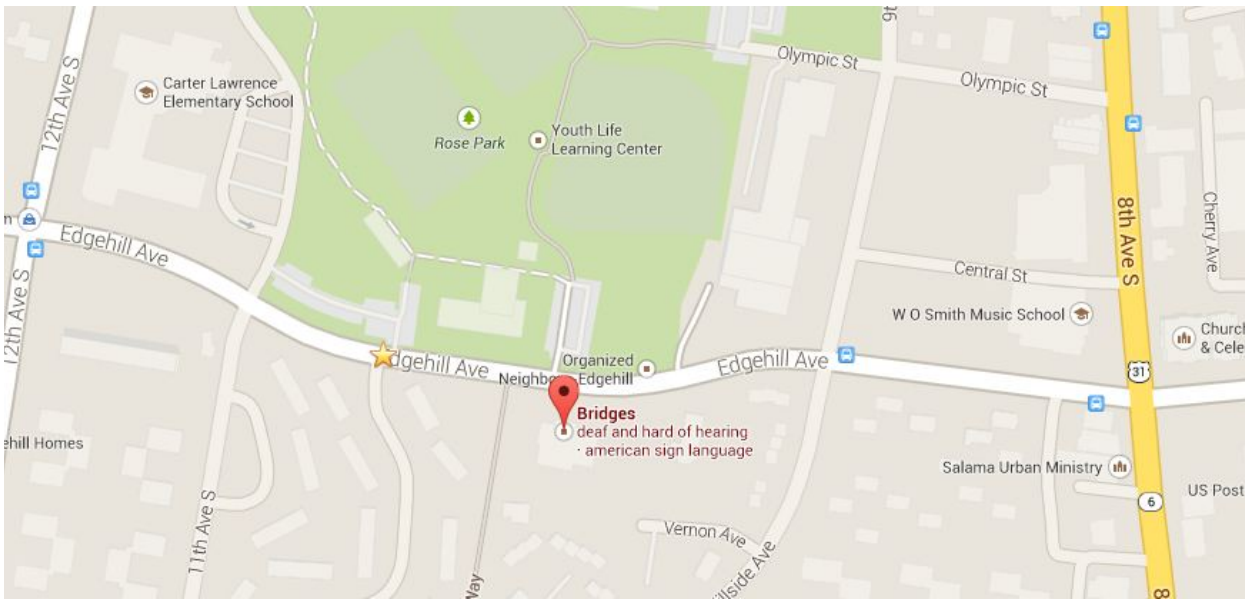 Carter Lawrence
Elementary School
12th Ave S
Rose Park
Youth Life
Learning Center
Olympic St
Olympic St
8th Ave S
Cherry Ave
Edgehill Ave
Central St
W O Smith Music School
12th Ave S
Organized
Neighbo
Edgehill
dgehill Ave
Edgehill Ave
Church
& Cele
31
Bridges
deaf and hard of hearing
· american sign language
ehill Homes
Salama Urban Ministry
US Post
6
11th Ave S
Vernon Ave
illside Ave
Way
8